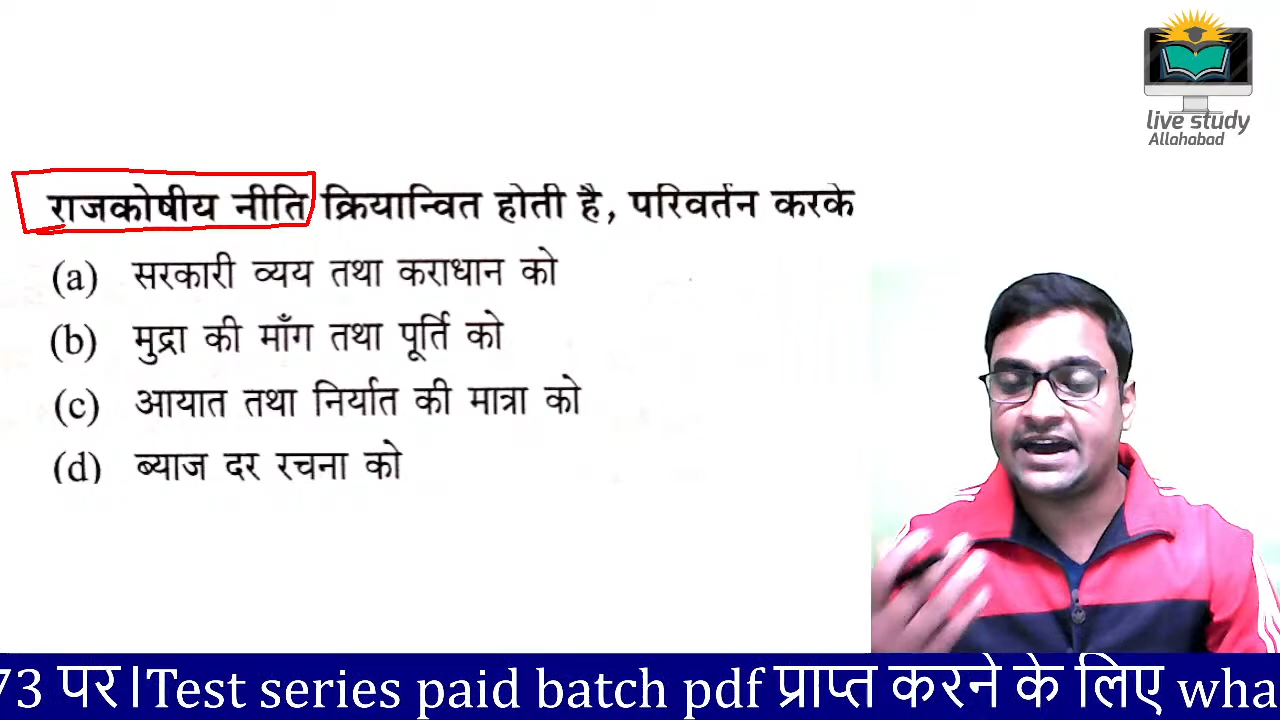 live study
Allahabad
राजकोषीय नीति क्रियान्वित होती है, परिवर्तन करके
(a) सरकारी व्यय तथा कराधान को
(b) मुद्रा की माँग तथा पूर्ति को
(c) आयात तथा निर्यात की मात्रा को
(d) ब्याज दर रचना को
73 पर।Test series paid batch pdf प्राप्त करने के लिए wha